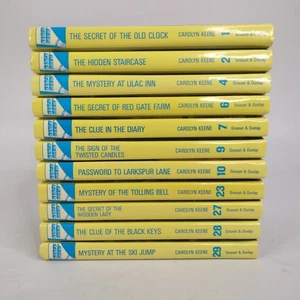 THE SECRET OF THE OLD CLOCK CAROLYN KEENE 1 Grosset & Dunlap
THE HIDDEN STAIRCASE CAROLYN KEENE 2 Grosset & Dunlap
THE MYSTERY AT LILAC INN CAROLYN KEENE 4 Grosset & Dunlap
THE SECRET OF RED GATE FARM CAROLYN KEENE 6 Grosset & Dunlap
THE CLUE IN THE DIARY CAROLYN KEENE 7 Grosset & Dunlap
THE SIGN OF THE
TWISTED CANDLES CAROLYN KEENE 9 Grosset & Dunlap
PASSWORD TO LARKSPUR LANE CAROLYN KEENE 10 Grosset & Dunlap
MYSTERY OF THE TOLLING BELL CAROLYN KEENE 23 Grosset & Dunlap
THE SECRET OF THE
WOODEN LADY CAROLYN KEENE 27 Grosset & Dunlap
THE CLUE OF THE BLACK KEYS CAROLYN KEENE 28 Grosset & Dunlap
MYSTERY AT THE SKI JUMP CAROLYN KEENE 29 Grosset & Dunlap